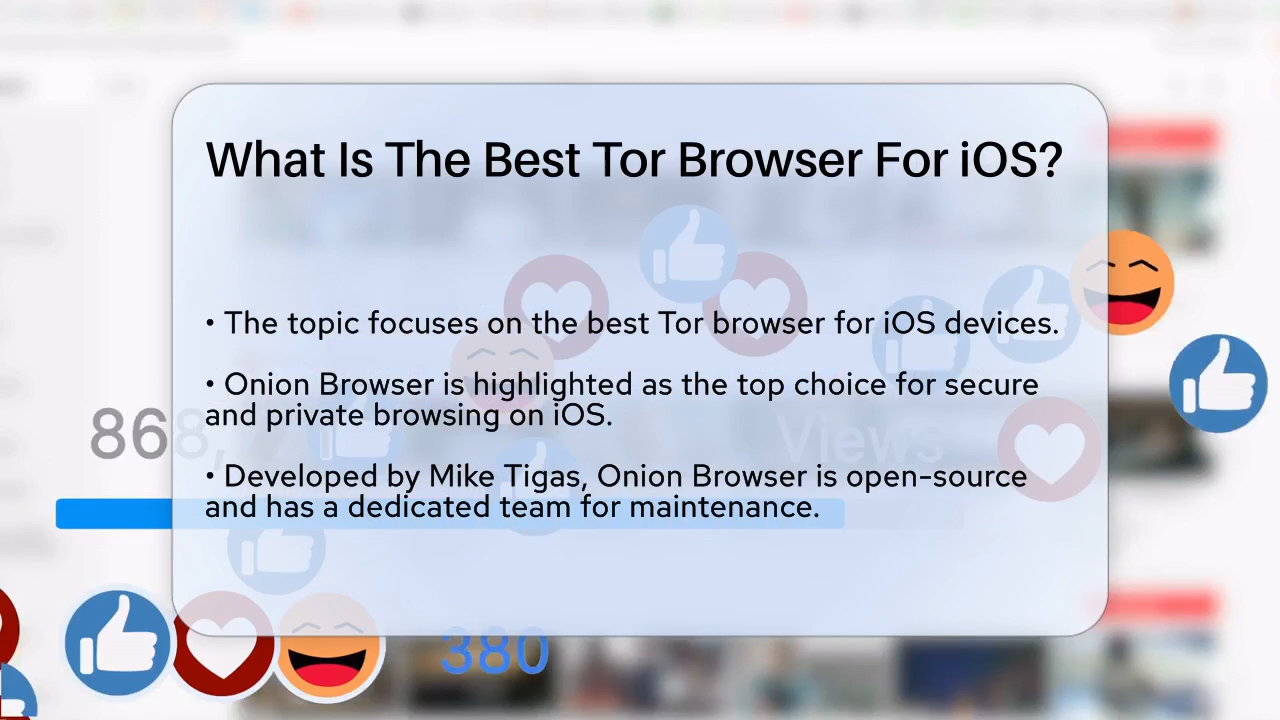 What Is The Best Tor Browser For iOS?
• The topic focuses on the best Tor browser for iOS devices.
• Onion Browser is highlighted as the top choice for secure
and private browsing on iOS.
868,
Views
• Developed by Mike Tigas, Onion Browser is open-source
and has a dedicated team for maintenance.
380